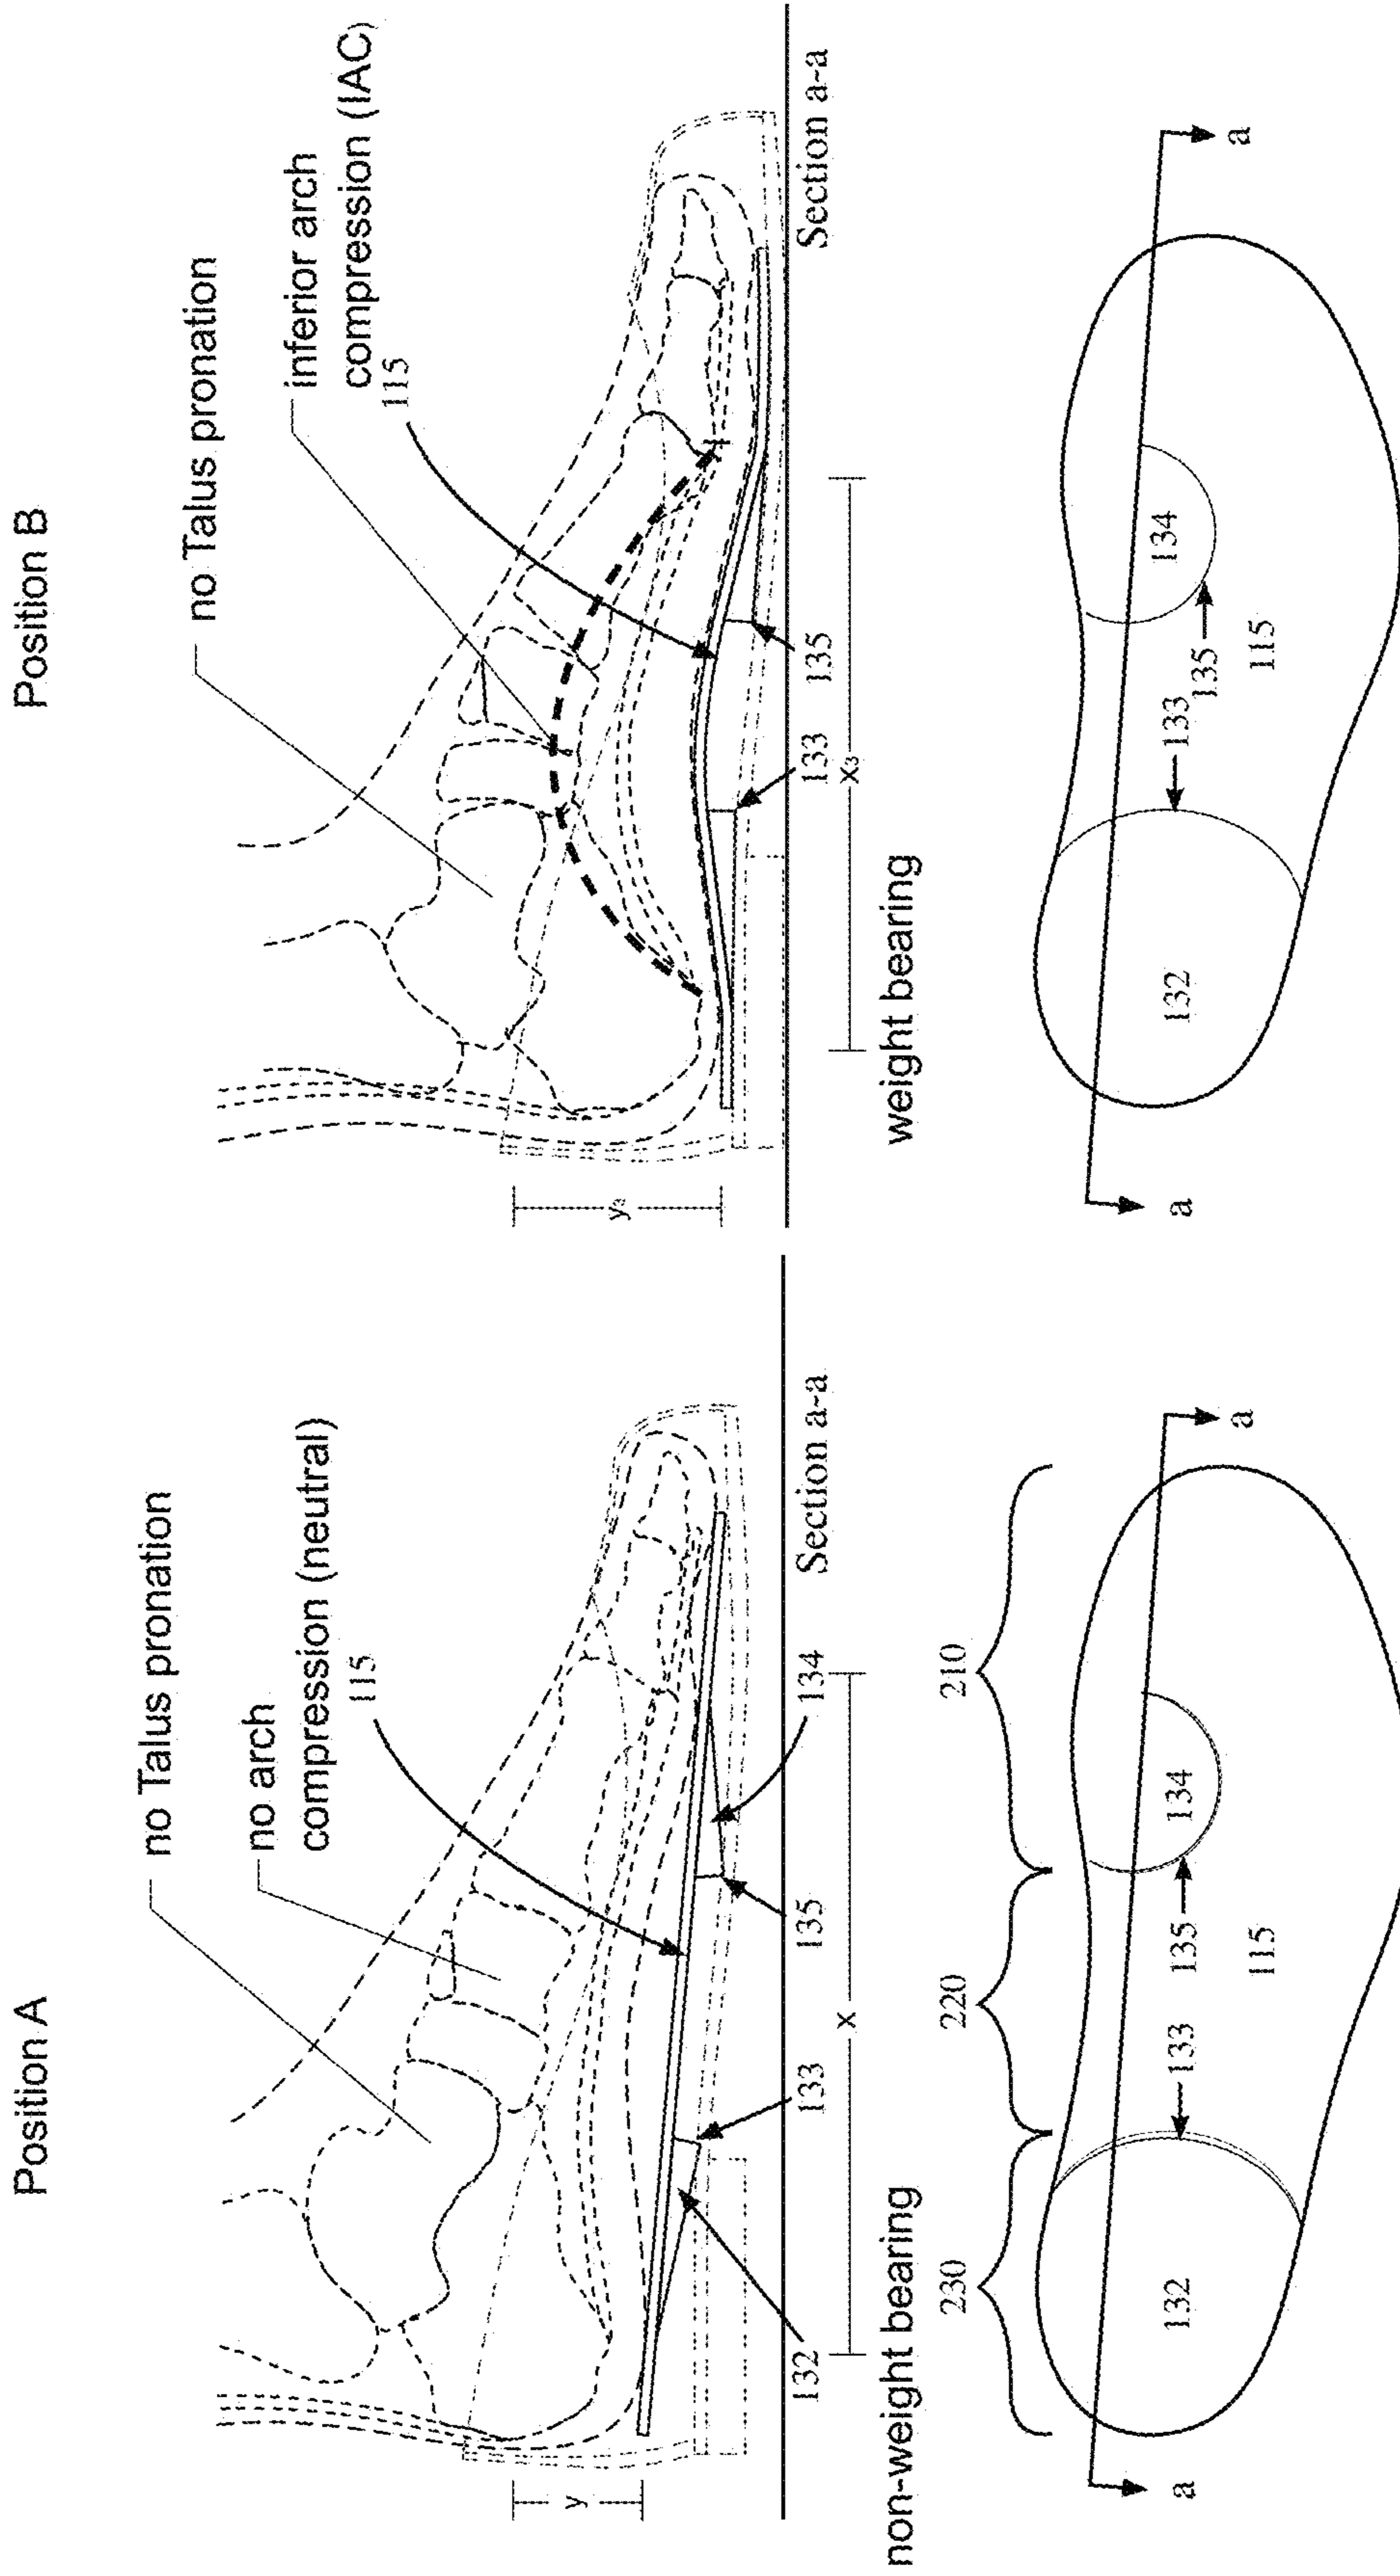 Position A
no Talus pronation
no arch
compression (neutral)
115
y
132
133
135
134
Section a-a
x
non-weight bearing
230
220
210
132
133
135
134
115
a
a
Position B
no Talus pronation
inferior arch
compression (IAC)
115
y₃
133
135
Section a-a
x₃
weight bearing
132
133
135
134
115
a
a